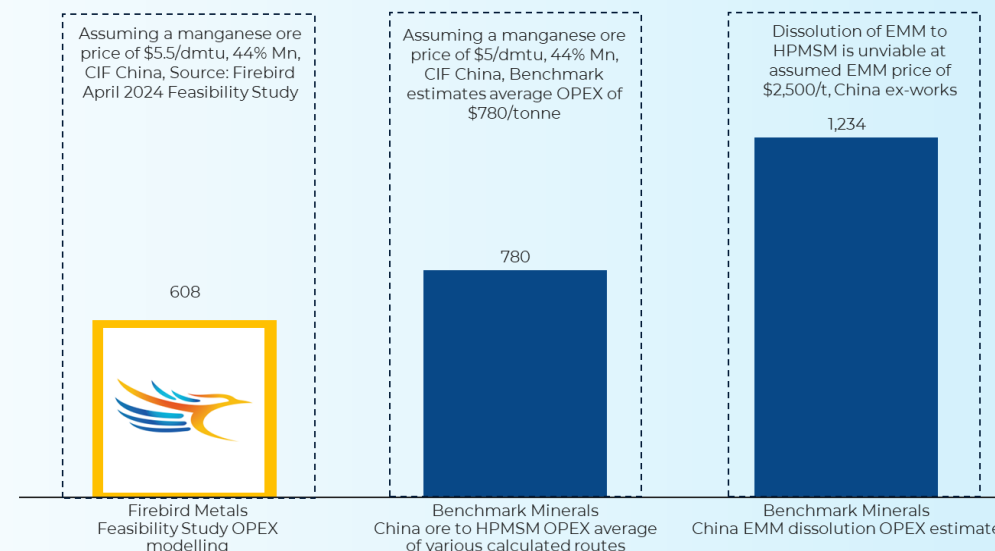 Assuming a manganese ore
price of $5.5/dmtu, 44% Mn,
CIF China, Source: Firebird
April 2024 Feasibility Study
608
Firebird Metals
Feasibility Study OPEX
modelling
Assuming a manganese ore
price of $5/dmtu, 44% Mn,
CIF China, Benchmark
estimates average OPEX of
$780/tonne
780
Benchmark Minerals
China ore to HPMSM OPEX average
of various calculated routes
Dissolution of EMM to
HPMSM is unviable at
assumed EMM price of
$2,500/t, China ex-works
1,234
Benchmark Minerals
China EMM dissolution OPEX estimate